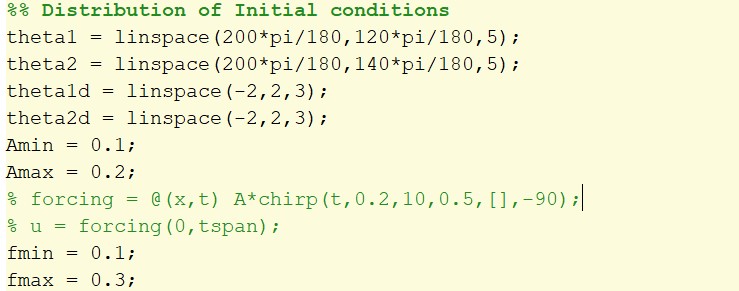 %% Distribution of Initial conditions
theta1 = linspace(200*pi/180,120*pi/180,5);
theta2 = linspace(200*pi/180,140*pi/180,5);
theta1d = linspace(-2,2,3);
theta2d = linspace(-2,2,3);
Amin = 0.1;
Amax = 0.2;
% forcing = @(x,t) A*chirp(t,0.2,10,0.5,[],-90);
% u = forcing(0,tspan);
fmin = 0.1;
fmax = 0.3;